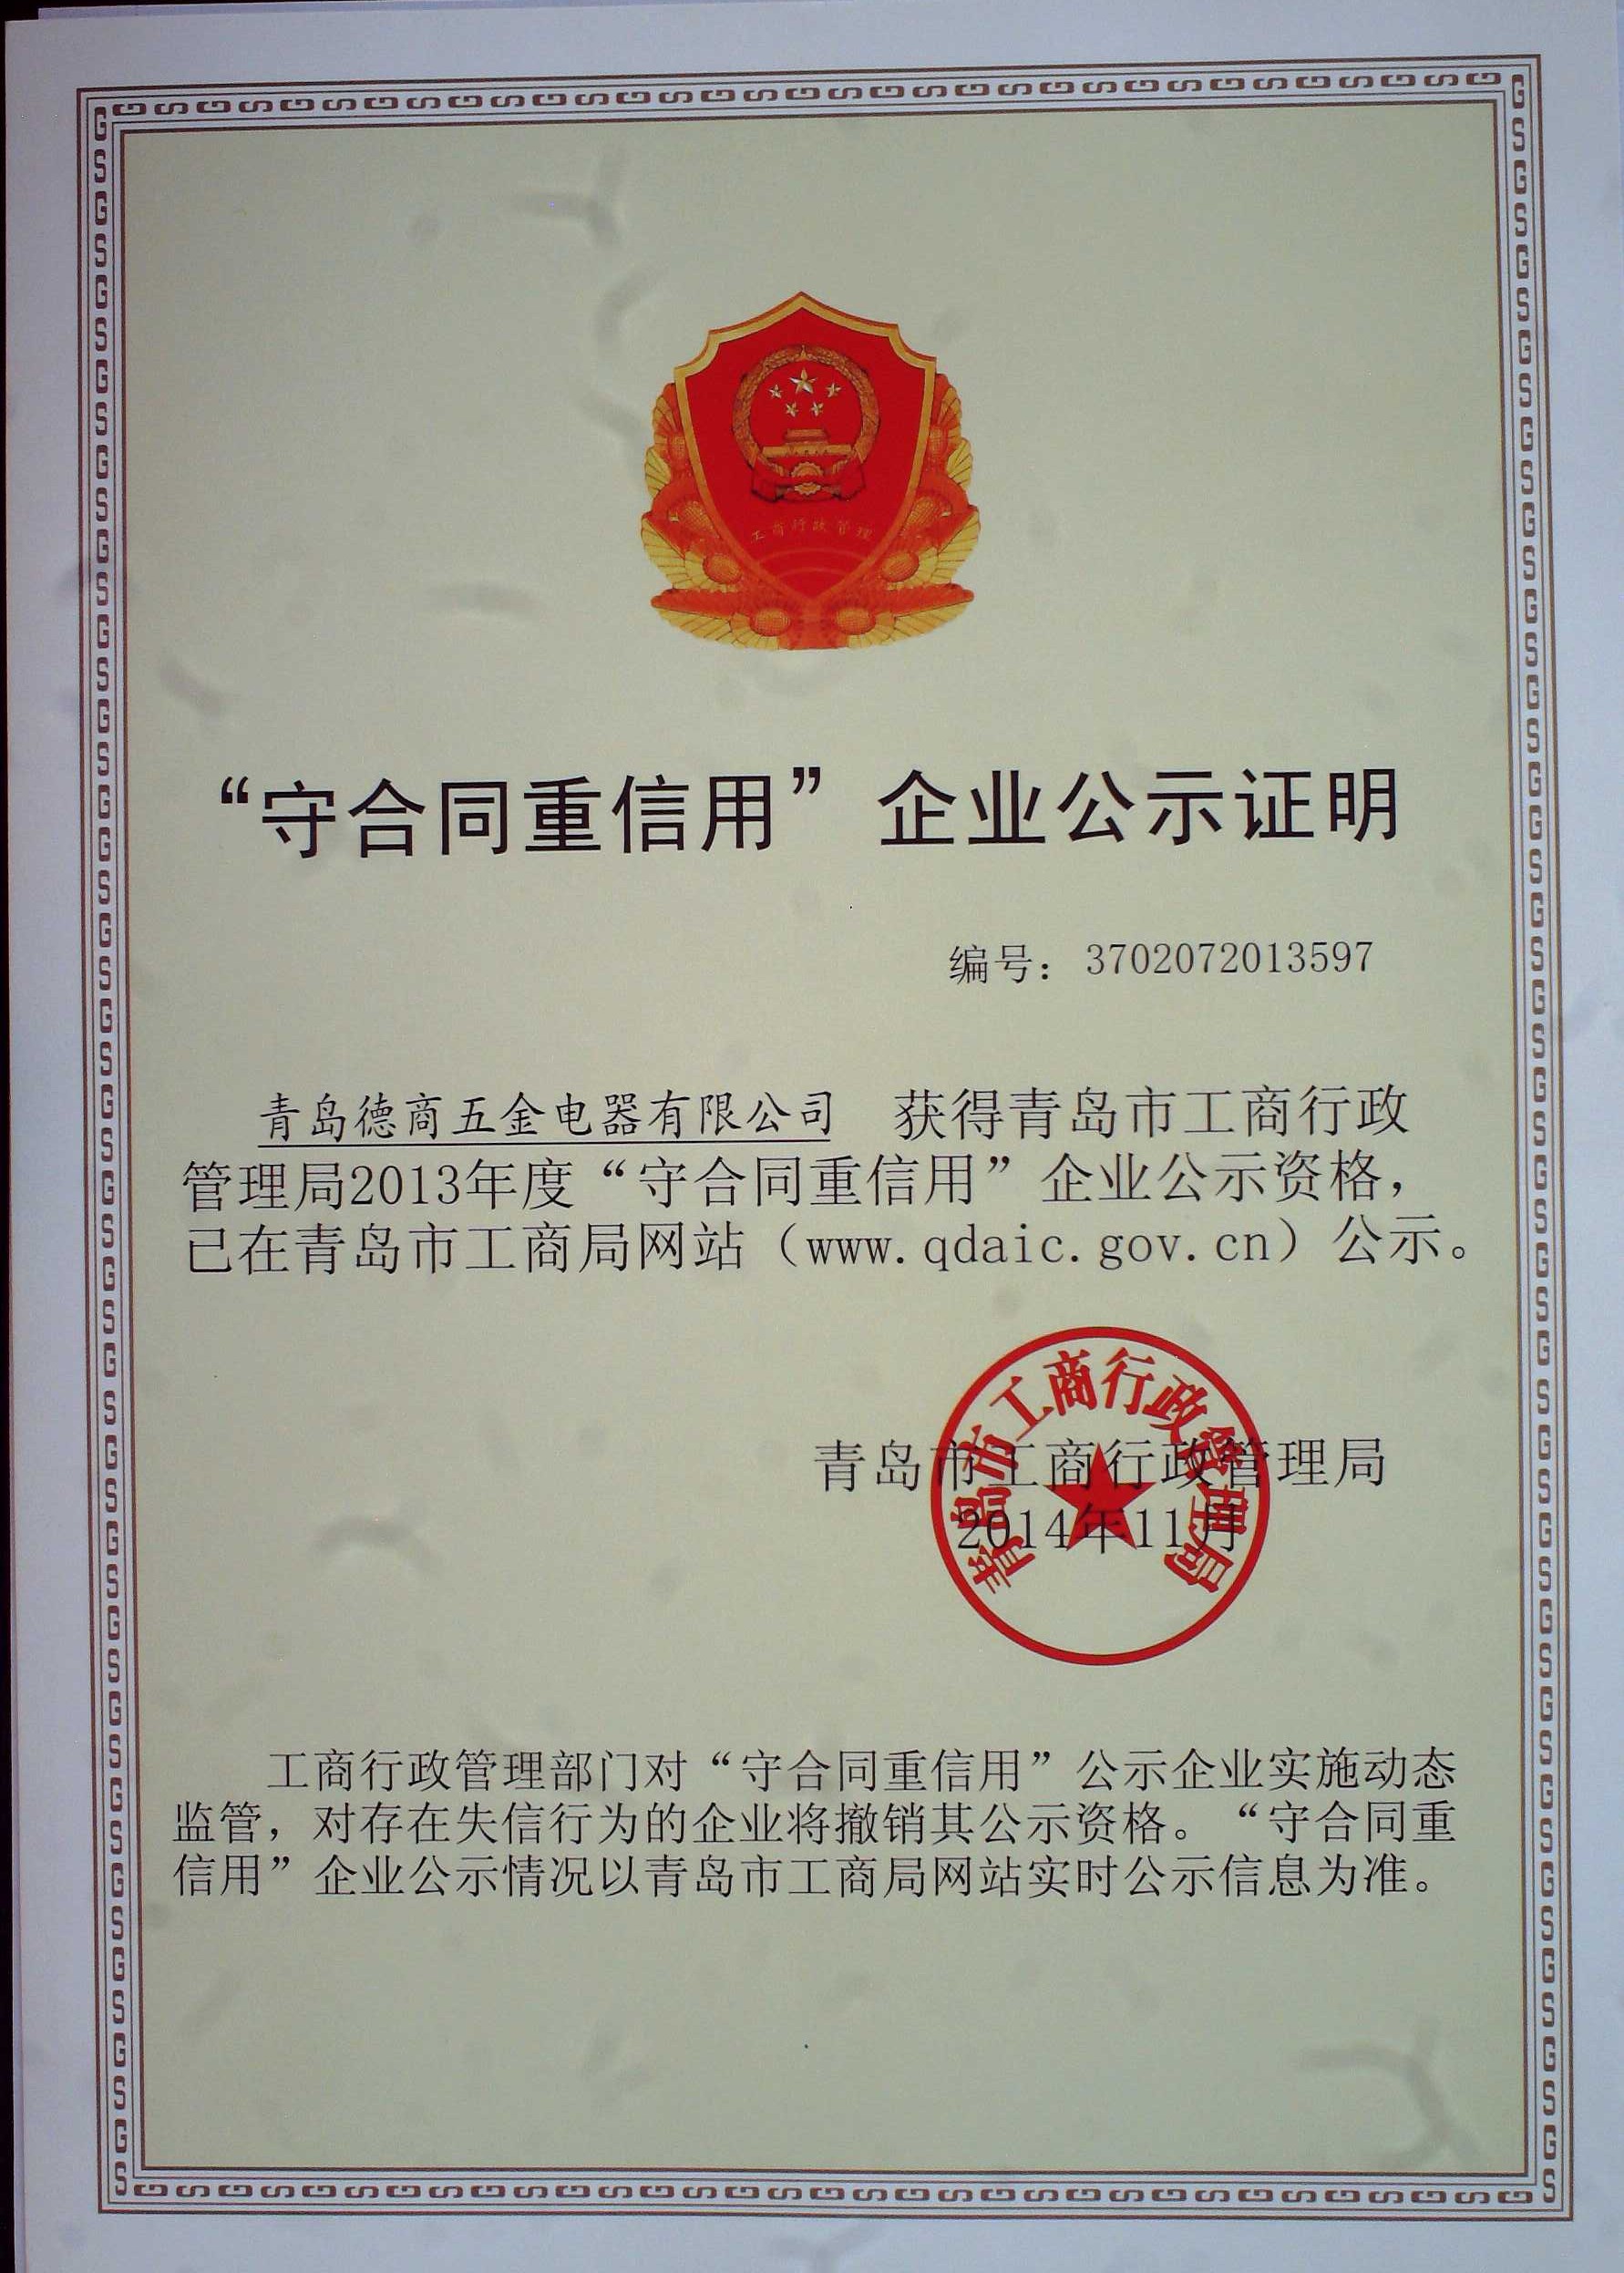 工商行政管理
“守合同重信用”企业公示证明
编号：3702072013597
青岛德商五金电器有限公司 获得青岛市工商行政
管理局2013年度“守合同重信用”企业公示资格，
已在青岛市工商局网站（www.qdaic.gov.cn）公示。
青岛市工商行政管理局
青岛市工商行政管理局
2014年11月
工商行政管理部门对“守合同重信用”公示企业实施动态
监管，对存在失信行为的企业将撤销其公示资格。“守合同重
信用”企业公示情况以青岛市工商局网站实时公示信息为准。